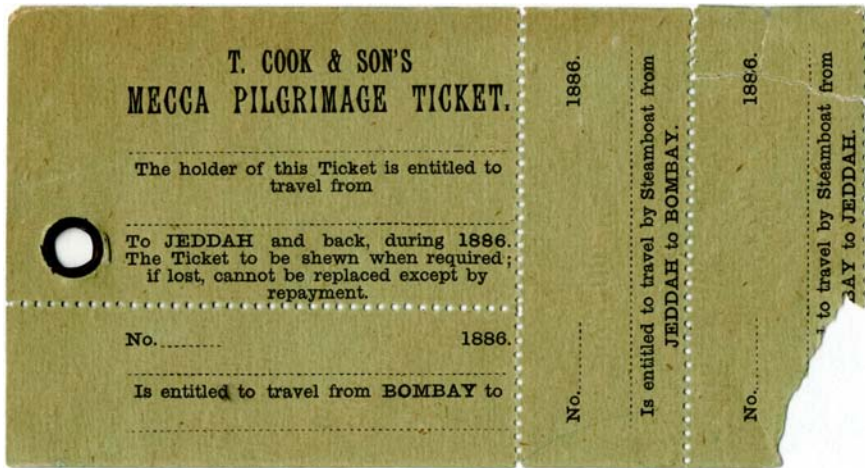 T. COOK & SON'S
MECCA PILGRIMAGE TICKET.
The holder of this Ticket is entitled to
travel from
To JEDDAH and back, during 1886.
The Ticket to be shewn when required;
if lost, cannot be replaced except by
repayment.
No. 1886.
Is entitled to travel from BOMBAY to
No. 1886.
Is entitled to travel by Steamboat from
JEDDAH to BOMBAY.
No. 1886.
to travel by Steamboat from
BAY to JEDDAH.